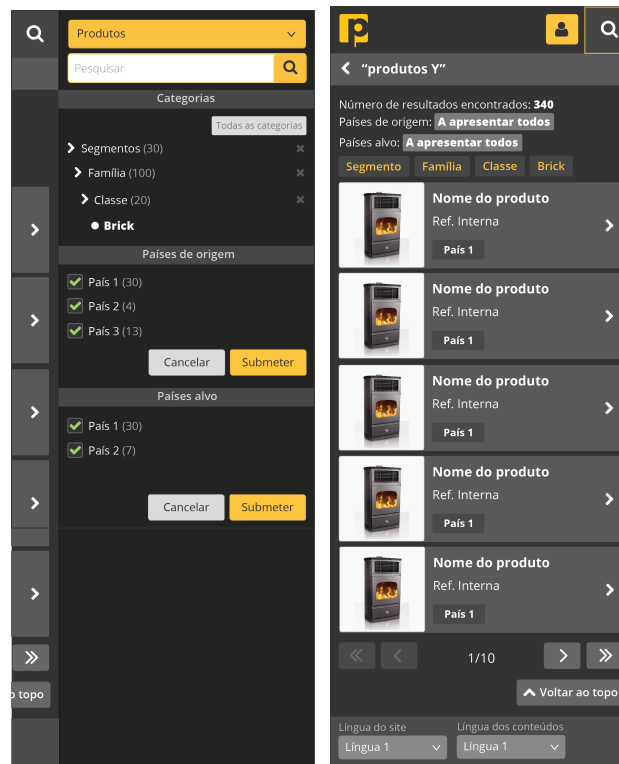 Produtos
Pesquisar
Categorias
Todas as categorias
Segmentos (30)
Família (100)
Classe (20)
Brick
Países de origem
País 1 (30)
País 2 (4)
País 3 (13)
Cancelar Submeter
Países alvo
País 1 (30)
País 2 (7)
Cancelar Submeter
o topo
p
“produtos Y”
Número de resultados encontrados: 340
Países de origem: A apresentar todos
Países alvo: A apresentar todos
Segmento Família Classe Brick
Nome do produto
Ref. Interna
País 1
Nome do produto
Ref. Interna
País 1
Nome do produto
Ref. Interna
País 1
Nome do produto
Ref. Interna
País 1
Nome do produto
Ref. Interna
País 1
1/10
Voltar ao topo
Língua do site Língua dos conteúdos
Língua 1 Língua 1